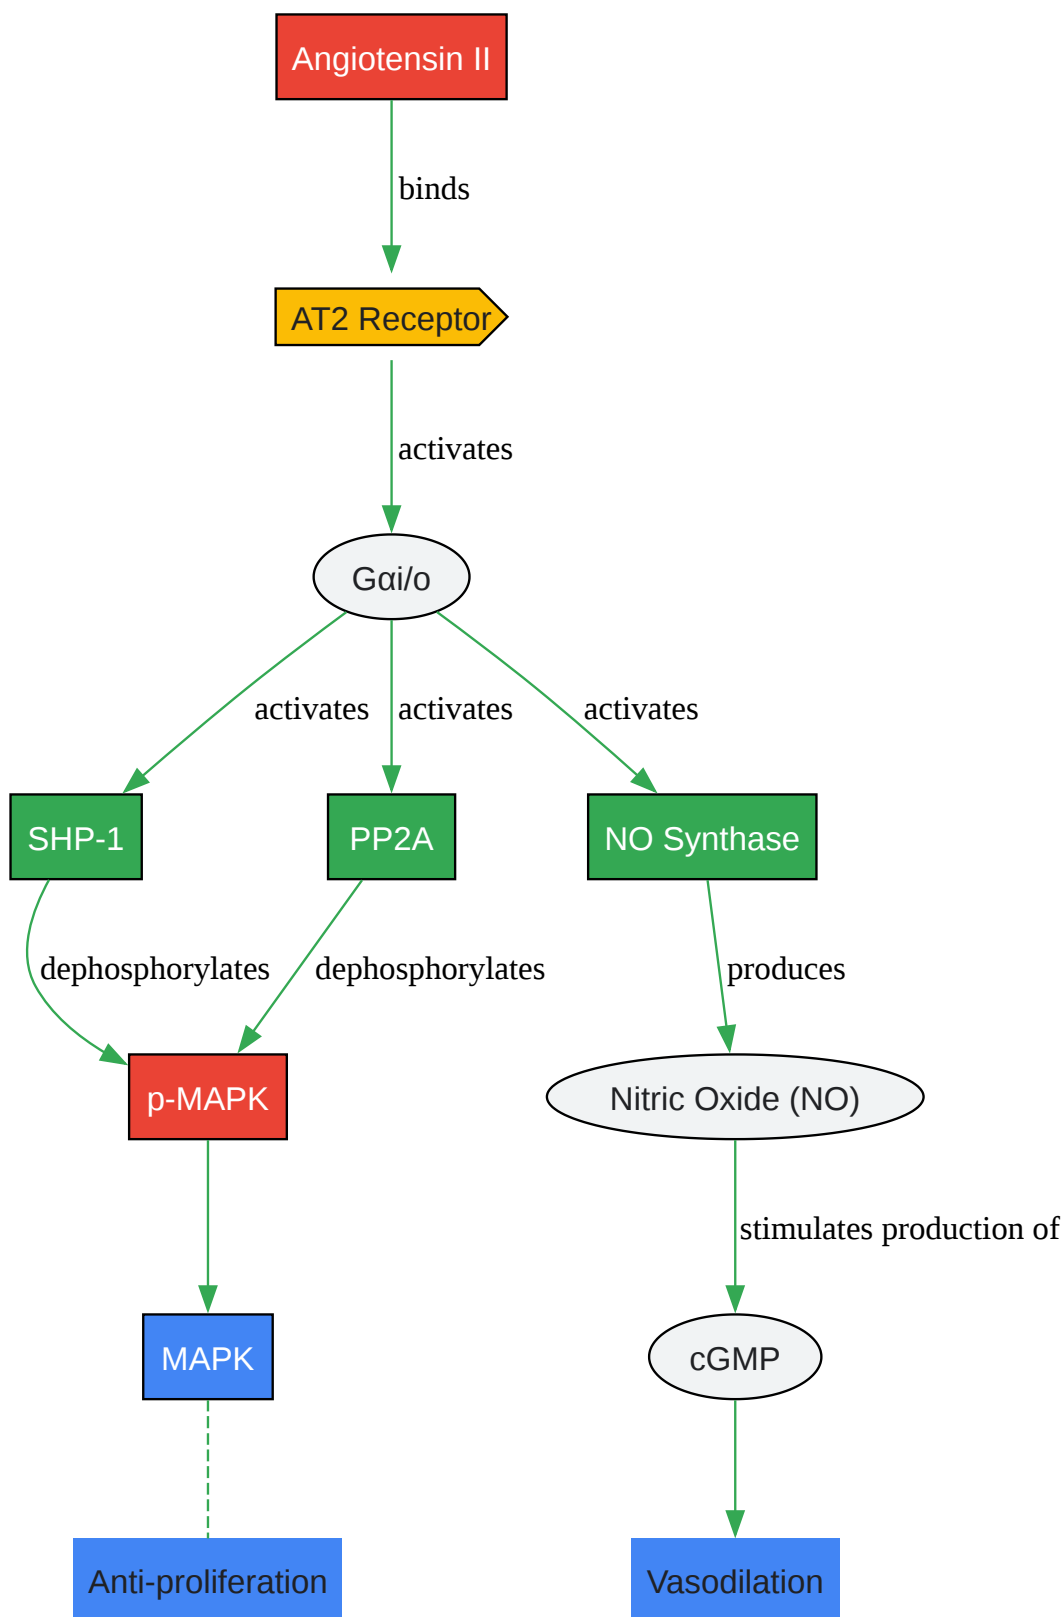 Angiotensin II
binds
AT2 Receptor
activates
Gαi/o
activates
activates
activates
SHP-1
PP2A
NO Synthase
dephosphorylates
dephosphorylates
produces
p-MAPK
Nitric Oxide (NO)
stimulates production of
MAPK
cGMP
Anti-proliferation
Vasodilation